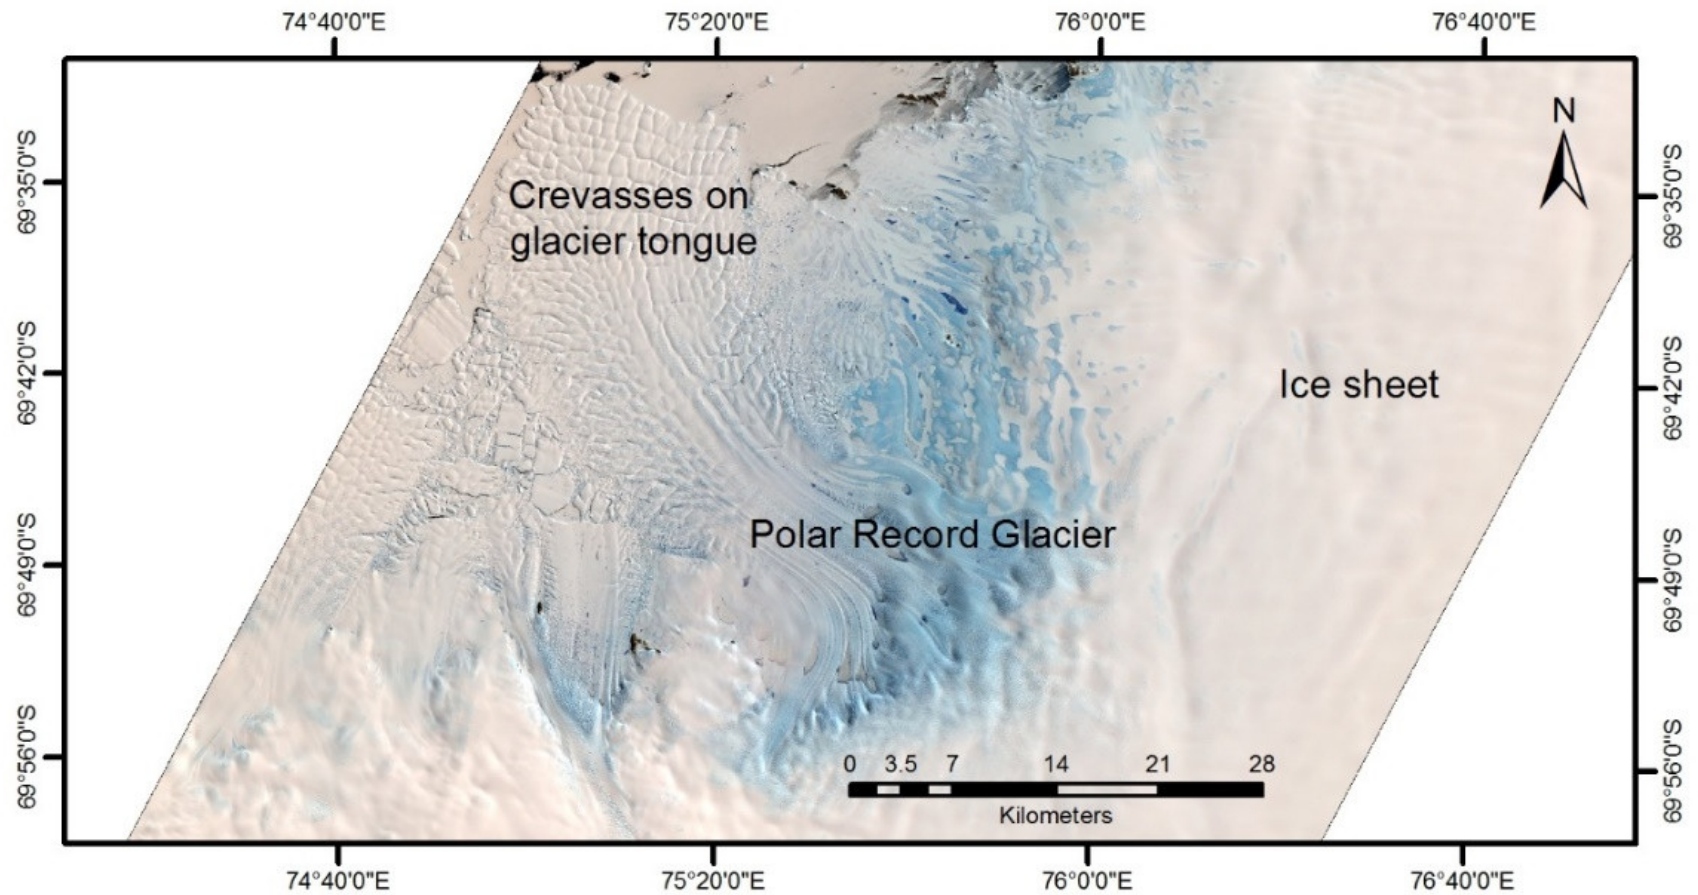 74°40'0"E 75°20'0"E 76°0'0"E 76°40'0"E
N
69°35'0"S
69°35'0"S
Crevasses on
glacier tongue
69°42'0"S
69°42'0"S
Ice sheet
Polar Record Glacier
69°49'0"S
69°49'0"S
69°56'0"S
69°56'0"S
0 3.5 7 14 21 28
Kilometers
74°40'0"E 75°20'0"E 76°0'0"E 76°40'0"E